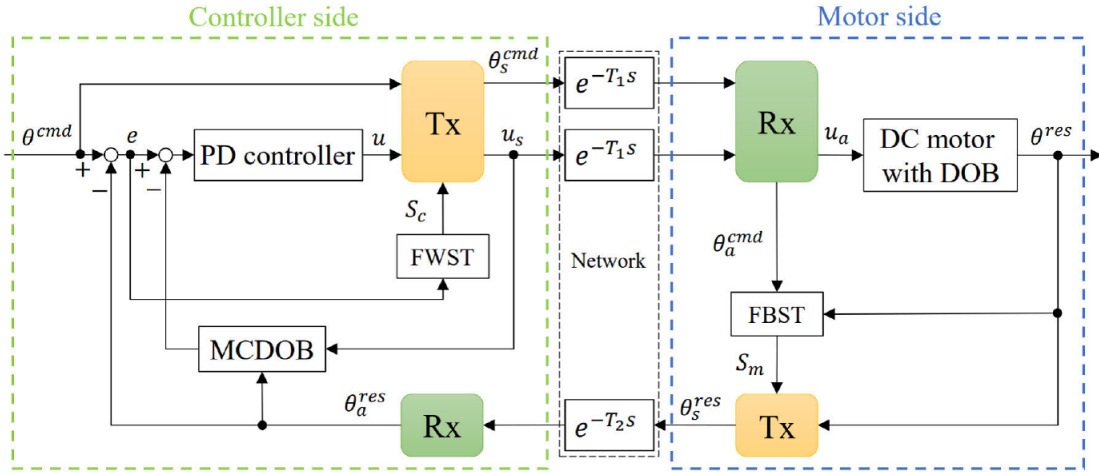 Controller side
Motor side
θ^{cmd}
+
−
e
+
−
PD controller
u
Tx
S_c
FWST
MCDOB
θ_s^{cmd}
u_s
e^{-T_1 s}
e^{-T_1 s}
Network
e^{-T_2 s}
θ_a^{res}
Rx
Rx
u_a
DC motor
with DOB
θ^{res}
θ_a^{cmd}
FBST
S_m
θ_s^{res}
Tx